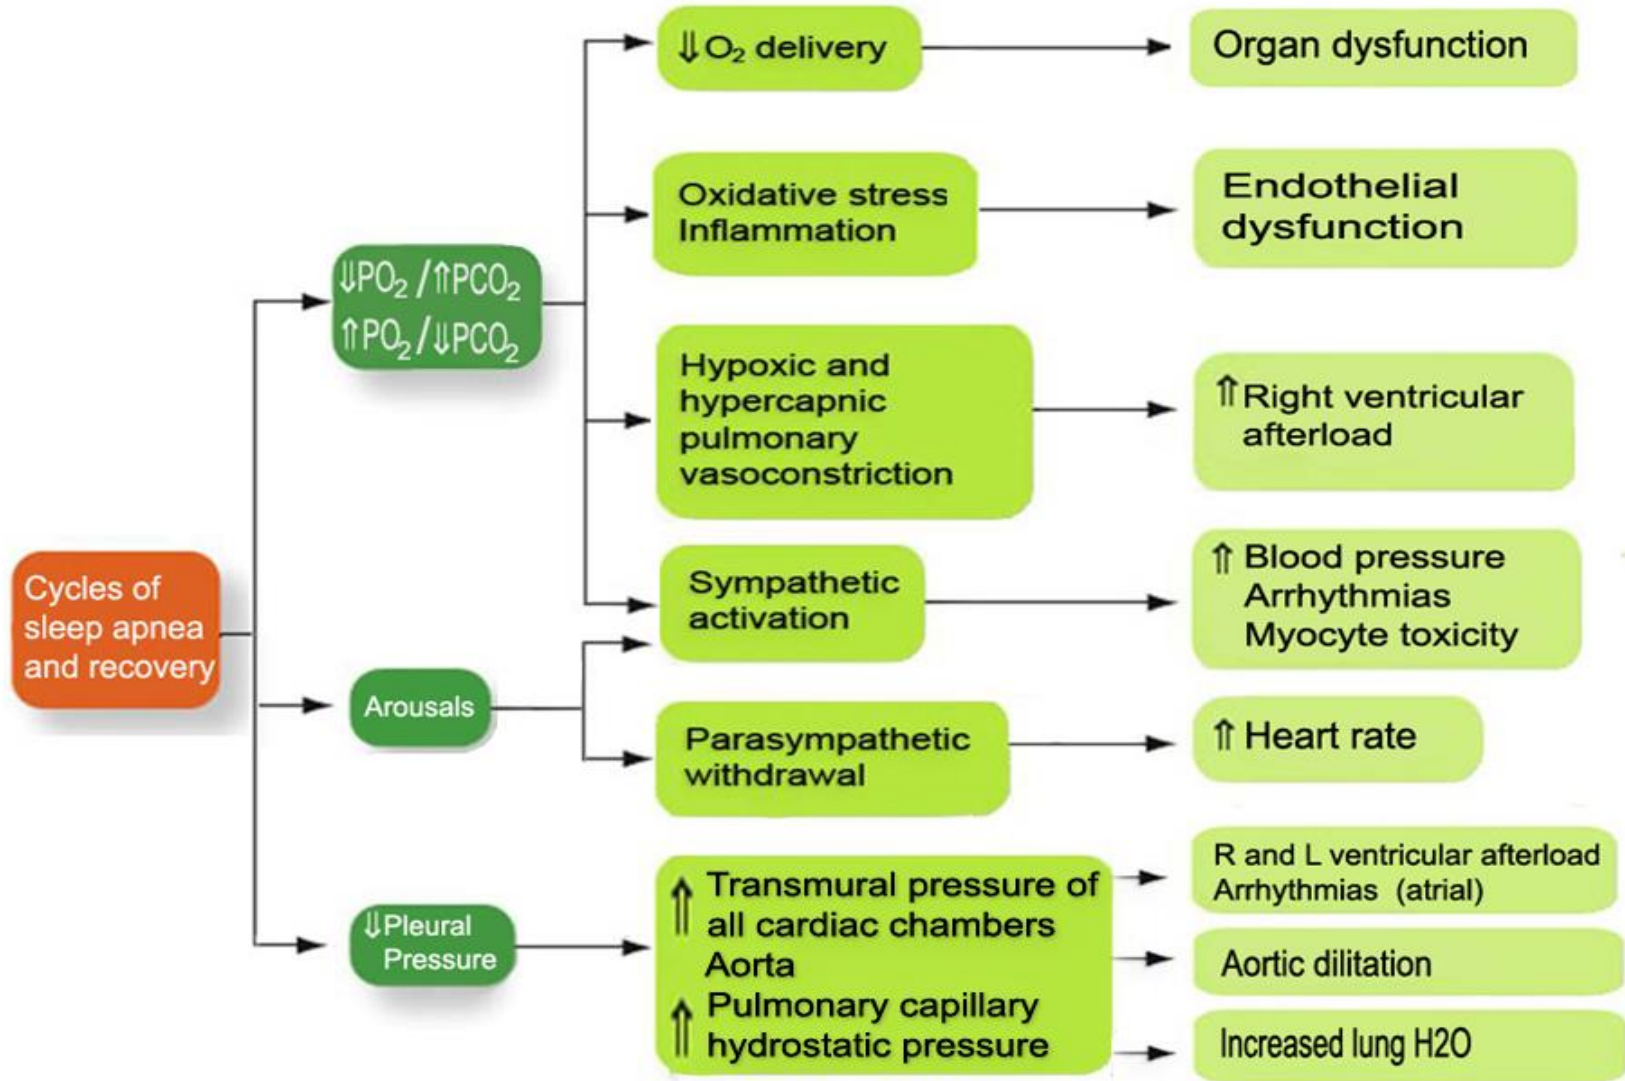 Cycles of
sleep apnea
and recovery
⇓PO₂ /⇑PCO₂
⇑PO₂/⇓PCO₂
Arousals
⇓Pleural
Pressure
⇓O₂ delivery
Oxidative stress
Inflammation
Hypoxic and
hypercapnic
pulmonary
vasoconstriction
Sympathetic
activation
Parasympathetic
withdrawal
⇑ Transmural pressure of
all cardiac chambers
Aorta
⇑ Pulmonary capillary
hydrostatic pressure
Organ dysfunction
Endothelial
dysfunction
⇑ Right ventricular
afterload
⇑ Blood pressure
Arrhythmias
Myocyte toxicity
⇑ Heart rate
R and L ventricular afterload
Arrhythmias (atrial)
Aortic dilitation
Increased lung H2O